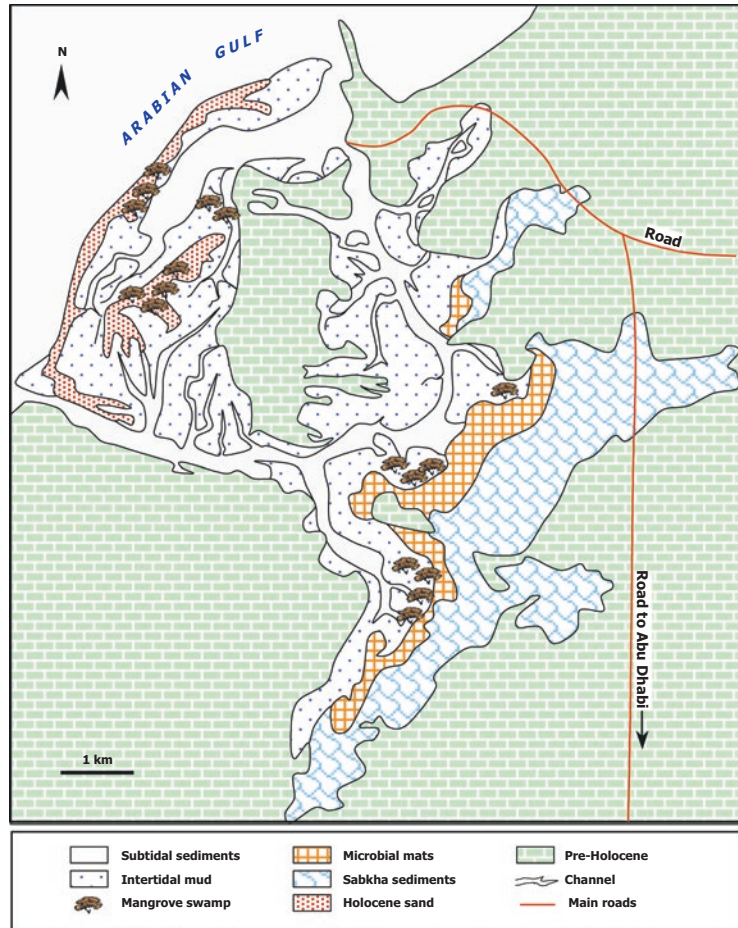 N
ARABIAN GULF
Road
Road to Abu Dhabi
1 km
Subtidal sediments
Microbial mats
Pre-Holocene
Intertidal mud
Sabkha sediments
Channel
Mangrove swamp
Holocene sand
Main roads